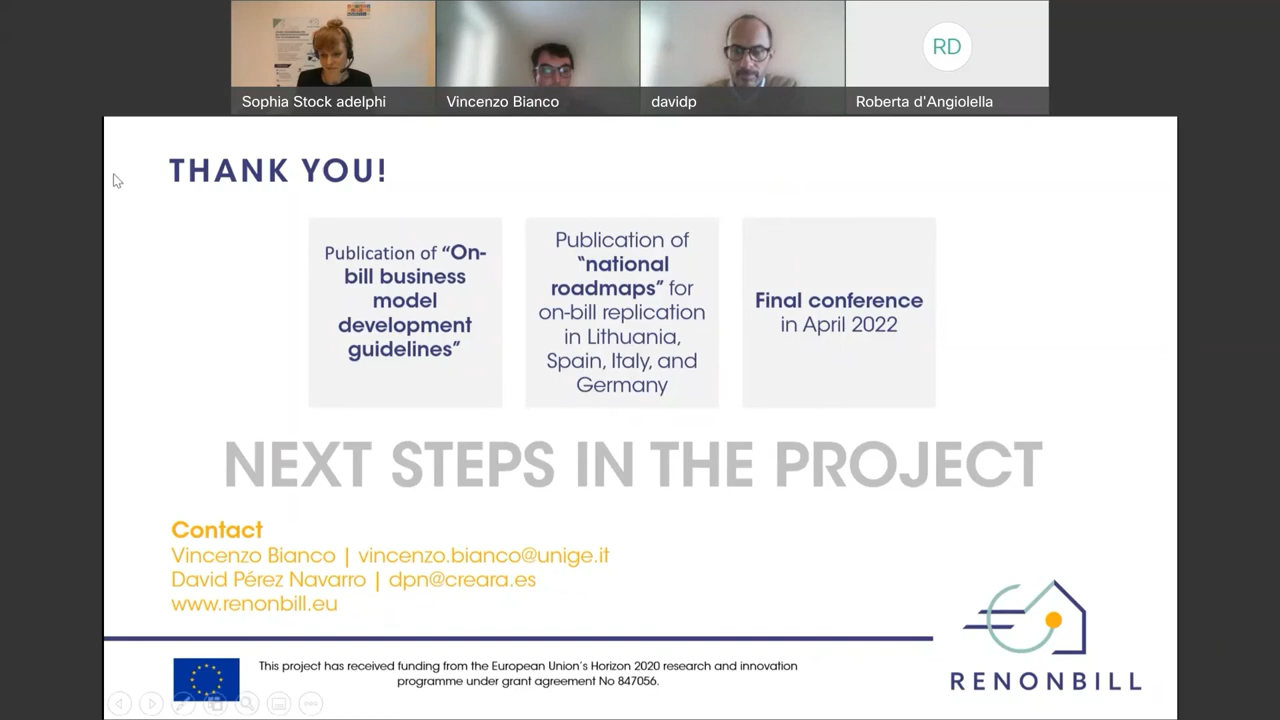 Sophia Stock adelphi
Vincenzo Bianco
davidp
RD
Roberta d'Angiolella
THANK YOU!
Publication of “On-
bill business
model
development
guidelines”
Publication of
“national
roadmaps” for
on-bill replication
in Lithuania,
Spain, Italy, and
Germany
Final conference
in April 2022
NEXT STEPS IN THE PROJECT
Contact
Vincenzo Bianco | vincenzo.bianco@unige.it
David Pérez Navarro | dpn@creara.es
www.renonbill.eu
This project has received funding from the European Union's Horizon 2020 research and innovation
programme under grant agreement No 847056.
RENONBILL